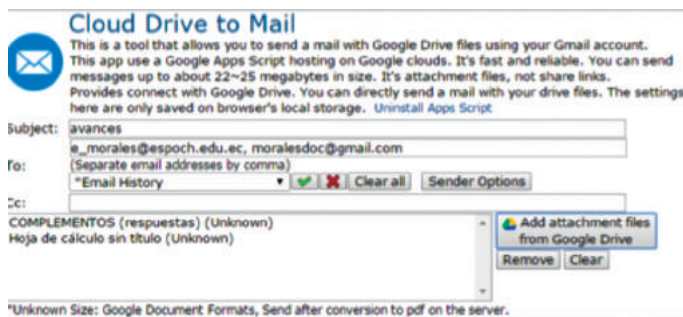 Cloud Drive to Mail
This is a tool that allows you to send a mail with Google Drive files using your Gmail account.
This app use a Google Apps Script hosting on Google clouds. It's fast and reliable. You can send
messages up to about 22~25 megabytes in size. It's attachment files, not share links.
Provides connect with Google Drive. You can directly send a mail with your drive files. The settings
here are only saved on browser's local storage. Uninstall Apps Script
Subject: avances
e_morales@espoch.edu.ec, moralesdoc@gmail.com
To: (Separate email addresses by comma)
"Email History Clear all Sender Options
Cc:
COMPLEMENTOS (respuestas) (Unknown)
Hoja de cálculo sin título (Unknown)
Add attachment files
from Google Drive
Remove Clear
*Unknown Size: Google Document Formats, Send after conversion to pdf on the server.